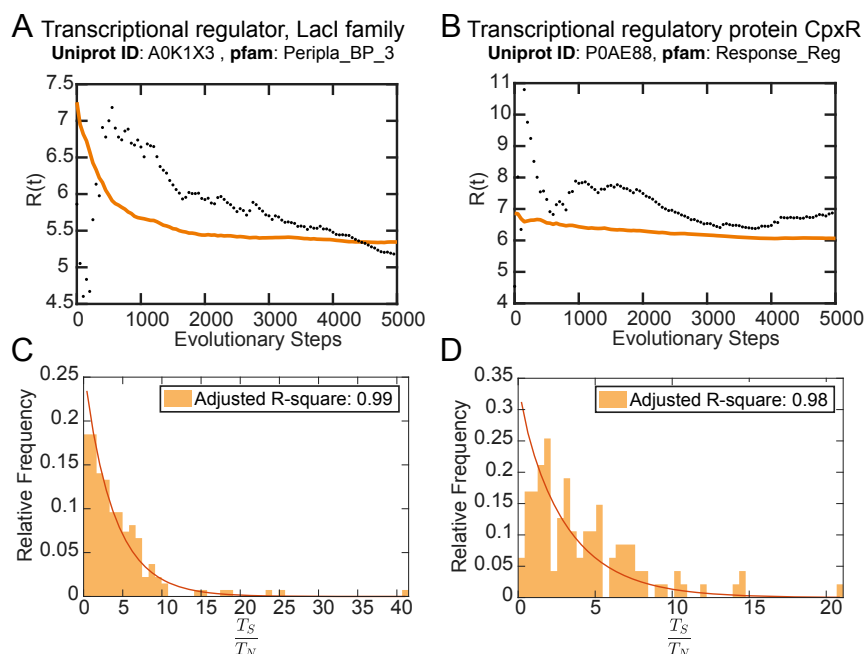 A Transcriptional regulator, LacI family
Uniprot ID: A0K1X3 , pfam: Peripla_BP_3
7
6.5
6
5.5
5
4.5
R(t)
0 1000 2000 3000 4000 5000
Evolutionary Steps
B Transcriptional regulatory protein CpxR
Uniprot ID: P0AE88, pfam: Response_Reg
11
10
9
8
7
6
5
4
R(t)
0 1000 2000 3000 4000 5000
Evolutionary Steps
C
0.25
0.2
0.15
0.1
0.05
0
Relative Frequency
Adjusted R-square: 0.99
0 5 10 15 20 25 30 35 40
T_S
T_N
D
0.35
0.3
0.25
0.2
0.15
0.1
0.05
0
Relative Frequency
Adjusted R-square: 0.98
0 5 10 15 20
T_S
T_N